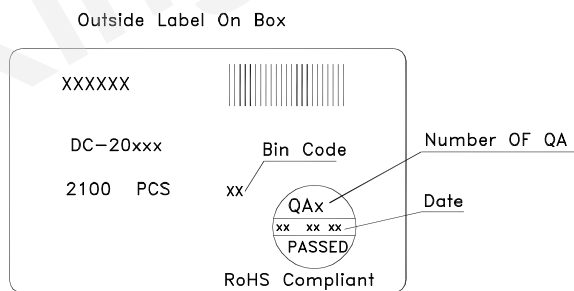 Outside Label On Box
XXXXXX
DC-20xxx
Bin Code
Number OF QA
2100 PCS
xx
QAx
Date
xx xx xx
PASSED
RoHS Compliant